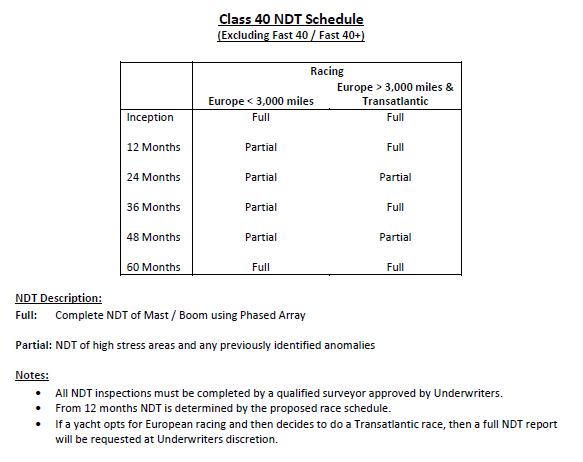 Class 40 NDT Schedule
(Excluding Fast 40 / Fast 40+)
Racing
Europe < 3,000 miles Europe > 3,000 miles & Transatlantic
Inception Full Full
12 Months Partial Full
24 Months Partial Partial
36 Months Partial Full
48 Months Partial Partial
60 Months Full Full
NDT Description:
Full: Complete NDT of Mast / Boom using Phased Array
Partial: NDT of high stress areas and any previously identified anomalies
Notes:
• All NDT inspections must be completed by a qualified surveyor approved by Underwriters.
• From 12 months NDT is determined by the proposed race schedule.
• If a yacht opts for European racing and then decides to do a Transatlantic race, then a full NDT report
will be requested at Underwriters discretion.